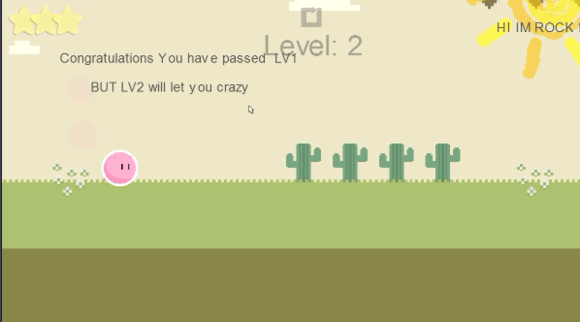 HI IM ROCK
Level: 2
Congratulations You have passed LV1
BUT LV2 will let you crazy